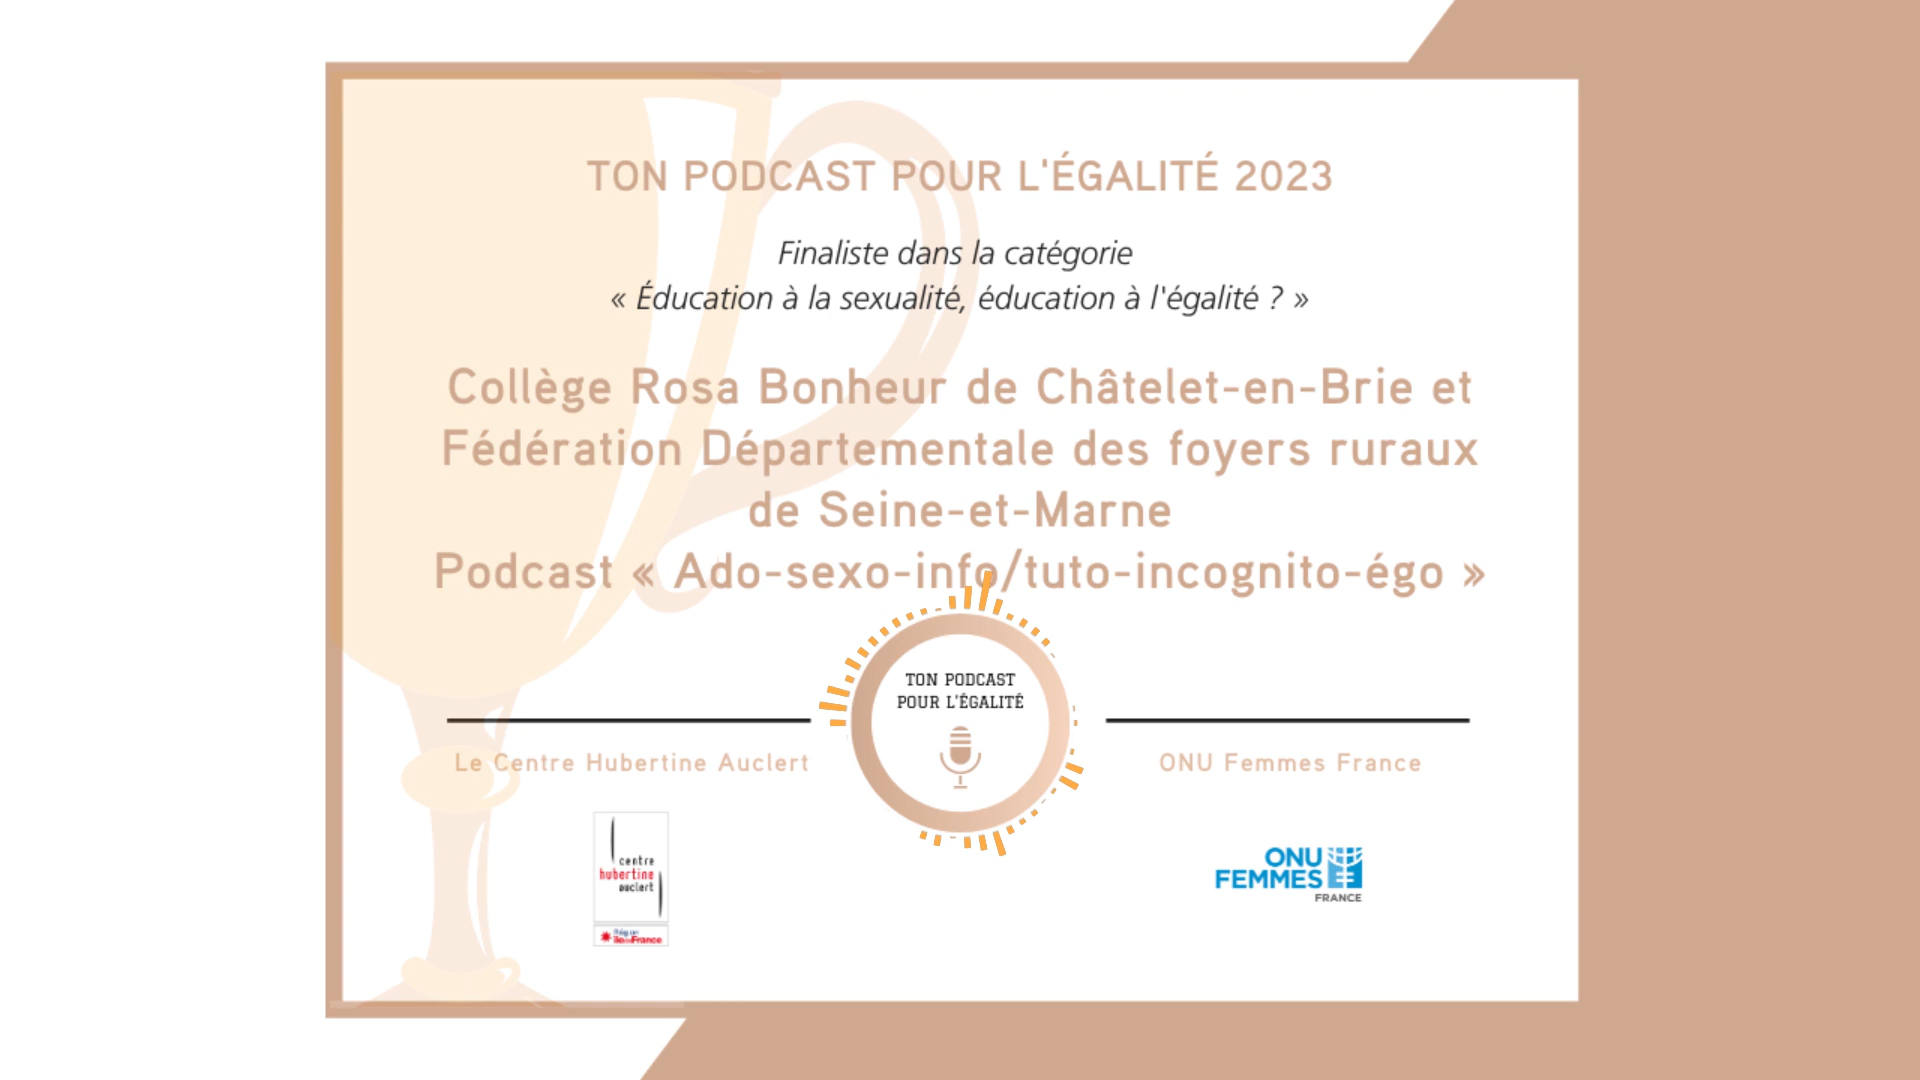 TON PODCAST POUR L'ÉGALITÉ 2023
Finaliste dans la catégorie
« Éducation à la sexualité, éducation à l'égalité ? »
Collège Rosa Bonheur de Châtelet-en-Brie et
Fédération Départementale des foyers ruraux
de Seine-et-Marne
Podcast « Ado-sexo-info/tuto-incognito-égo »
TON PODCAST
POUR L'ÉGALITÉ
Le Centre Hubertine Auclert
ONU Femmes France
centre
hubertine
auclert
Région
îledeFrance
ONU
FEMMES
FRANCE